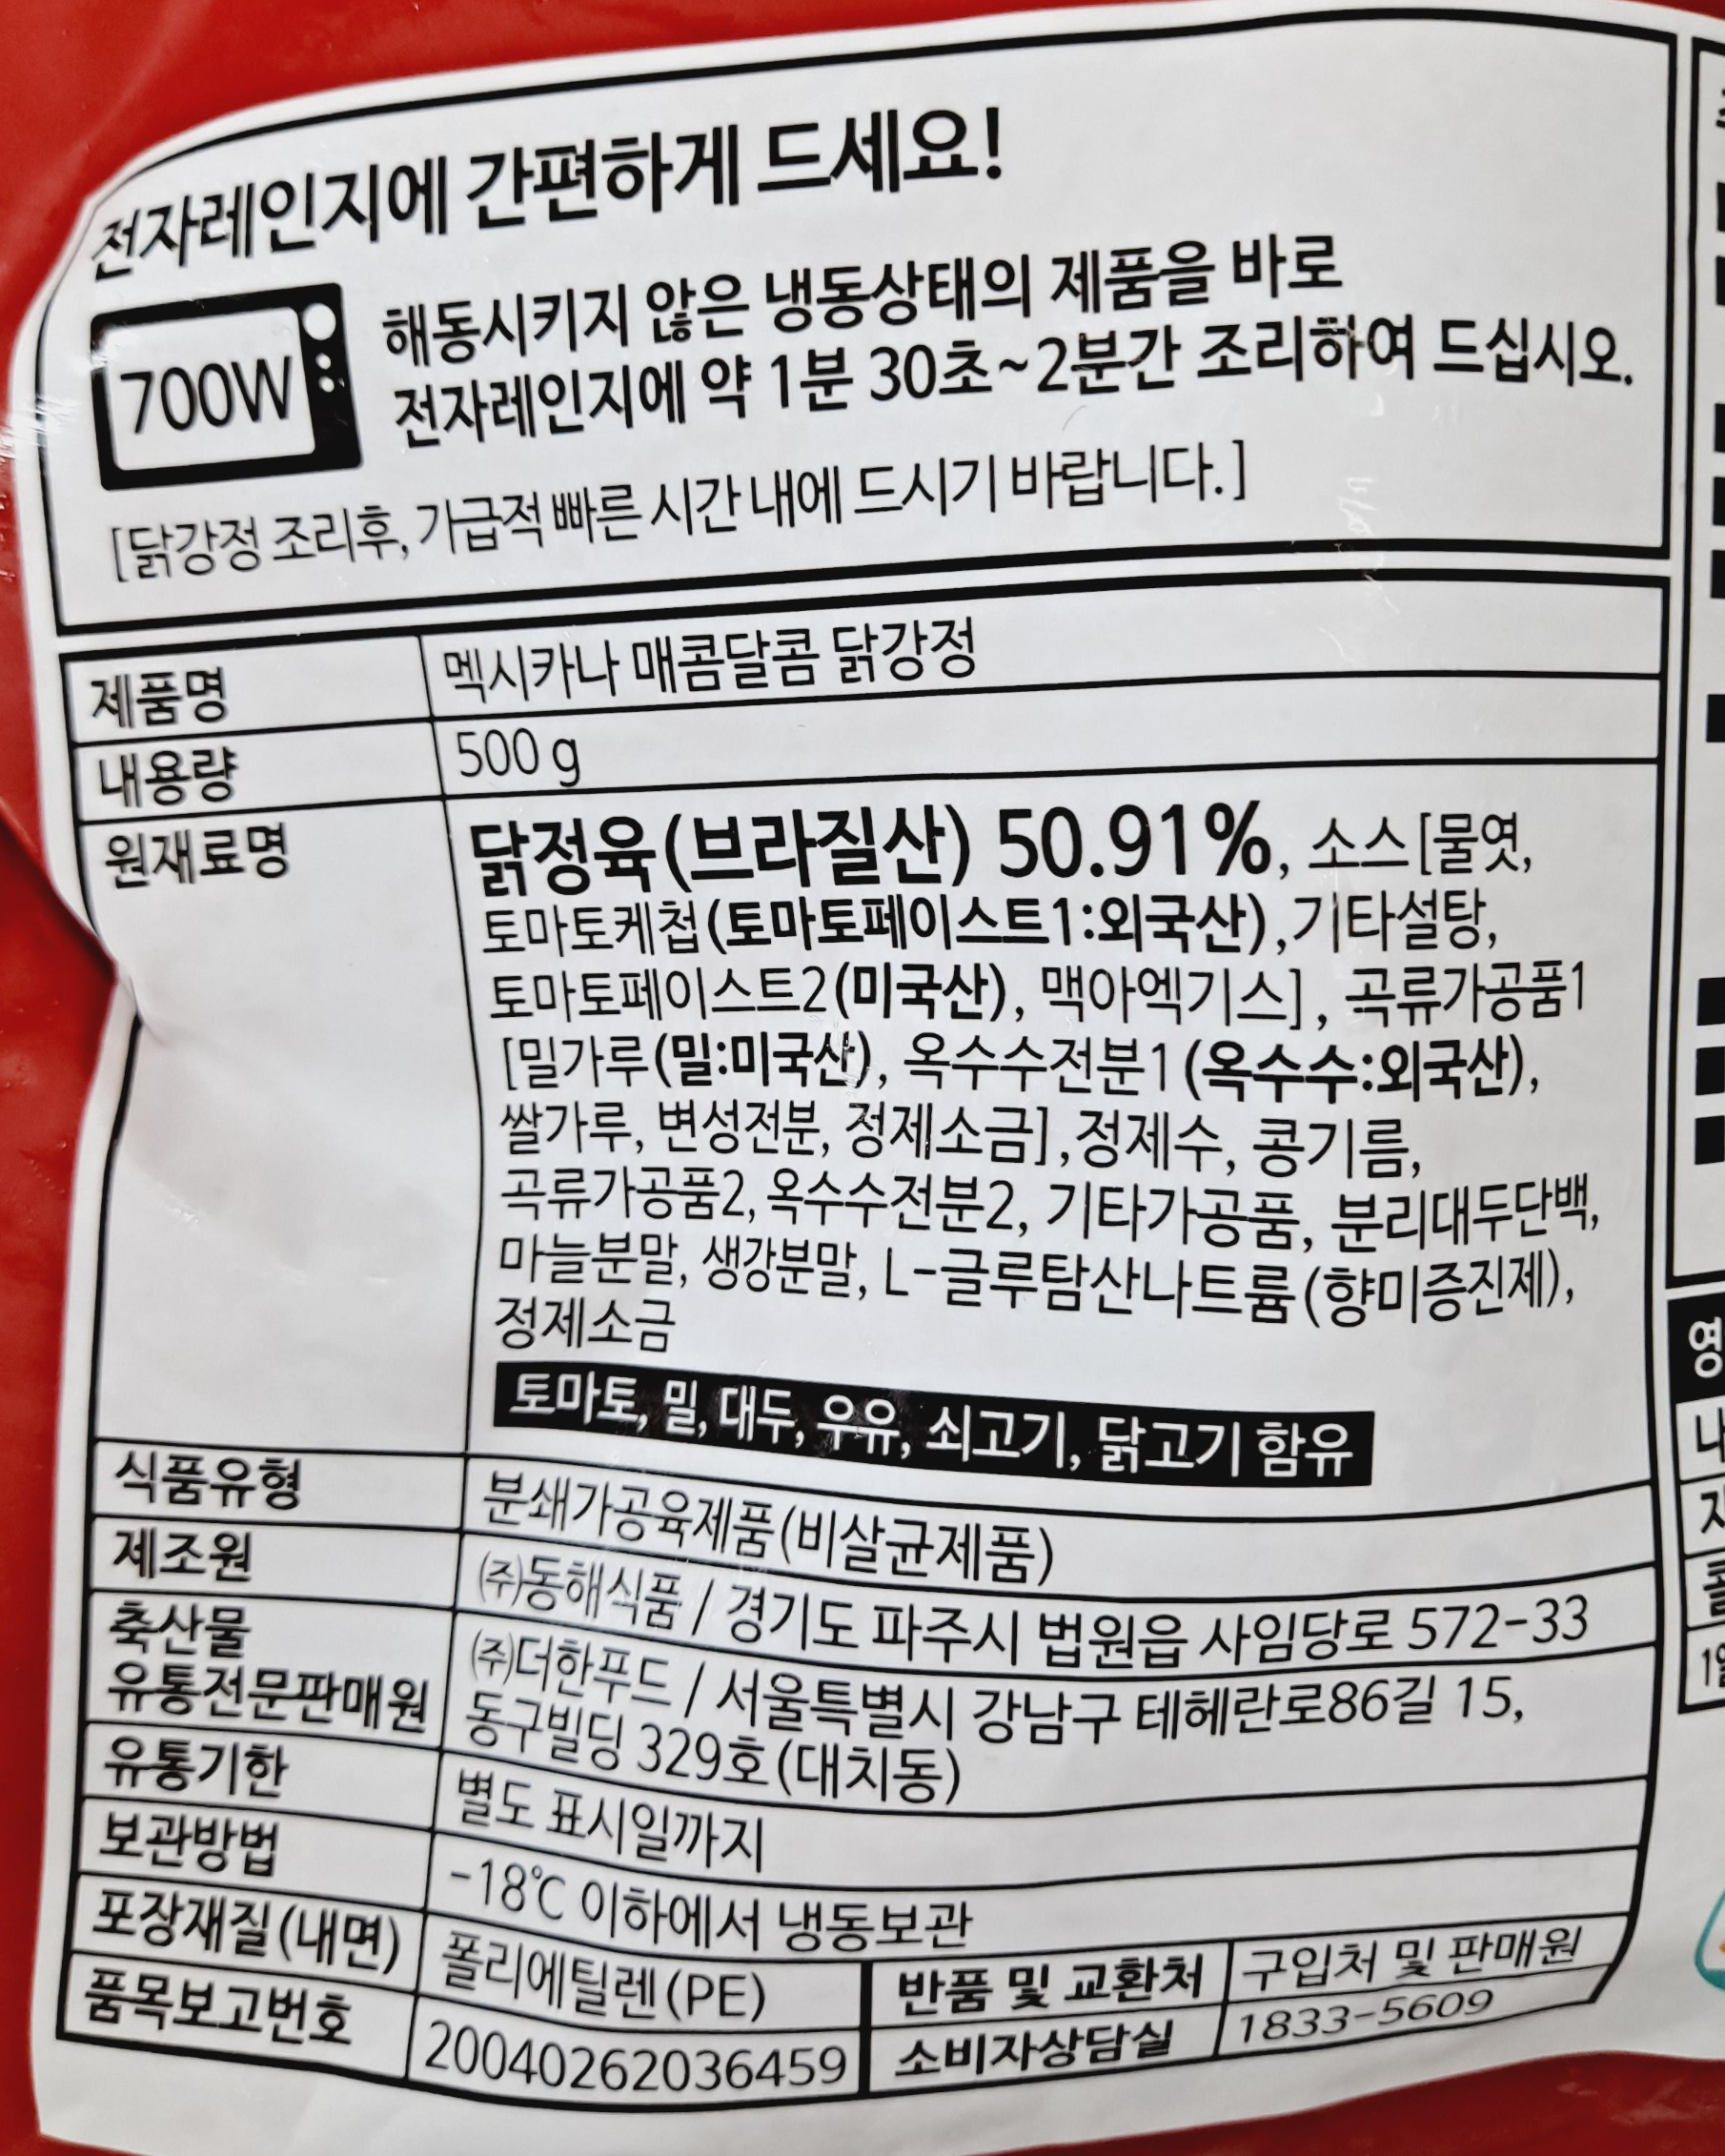 전자레인지에 간편하게 드세요!
700W
해동시키지 않은 냉동상태의 제품을 바로
전자레인지에 약 1분 30초~2분간 조리하여 드십시오.
[닭강정 조리후, 가급적 빠른 시간 내에 드시기 바랍니다.]
제품명 멕시카나 매콤달콤 닭강정
내용량 500 g
원재료명 닭정육(브라질산) 50.91%, 소스[물엿,
토마토케첩(토마토페이스트1:외국산),기타설탕,
토마토페이스트2(미국산), 맥아엑기스], 곡류가공품1
[밀가루(밀:미국산), 옥수수전분1(옥수수:외국산),
쌀가루, 변성전분, 정제소금],정제수, 콩기름,
곡류가공품2, 옥수수전분2, 기타가공품, 분리대두단백,
마늘분말, 생강분말, L-글루탐산나트륨(향미증진제),
정제소금
토마토, 밀, 대두, 우유, 쇠고기, 닭고기 함유
식품유형 분쇄가공육제품(비살균제품)
제조원 ㈜동해식품 / 경기도 파주시 법원읍 사임당로 572-33
축산물
유통전문판매원
㈜더한푸드 / 서울특별시 강남구 테헤란로86길 15,
동구빌딩 329호(대치동)
유통기한 별도 표시일까지
보관방법 -18℃ 이하에서 냉동보관
포장재질(내면) 폴리에틸렌(PE) 반품 및 교환처 구입처 및 판매원
품목보고번호 20040262036459 소비자상담실 1833-5609
영